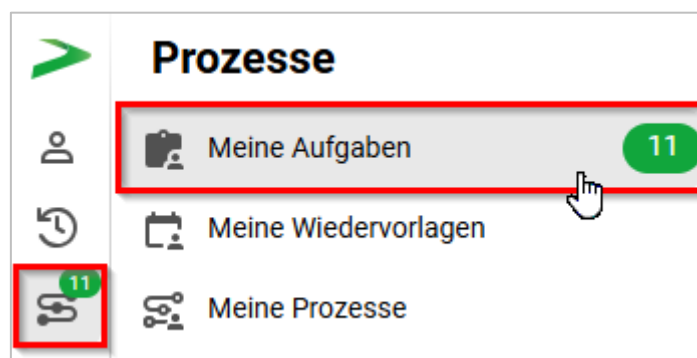 Prozesse
Meine Aufgaben 11
Meine Wiedervorlagen
11
Meine Prozesse